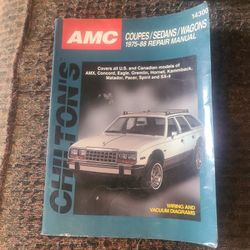 14300
AMC
COUPES/SEDANS/WAGONS
1975-88 REPAIR MANUAL
Covers all U.S. and Canadian models of
AMX, Concord, Eagle, Gremlin, Hornet, Kammback,
Matador, Pacer, Spirit and SX-4
CHILTON'S
WIRING AND
VACUUM DIAGRAMS